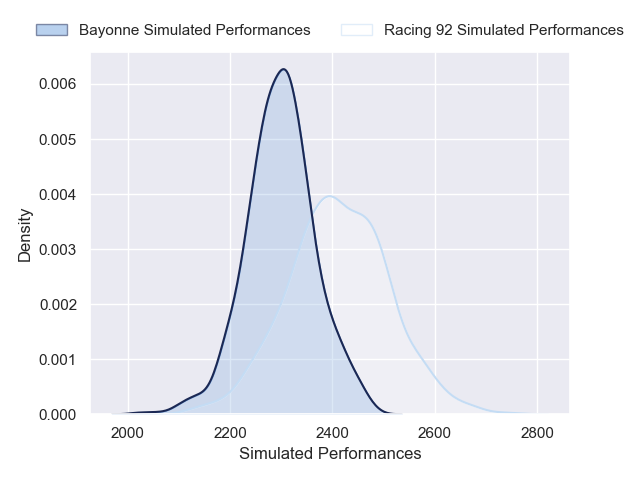 Bayonne Simulated Performances Racing 92 Simulated Performances
0.006
0.005
0.004
0.003
0.002
0.001
0.000
Density
2000 2200 2400 2600 2800
Simulated Performances